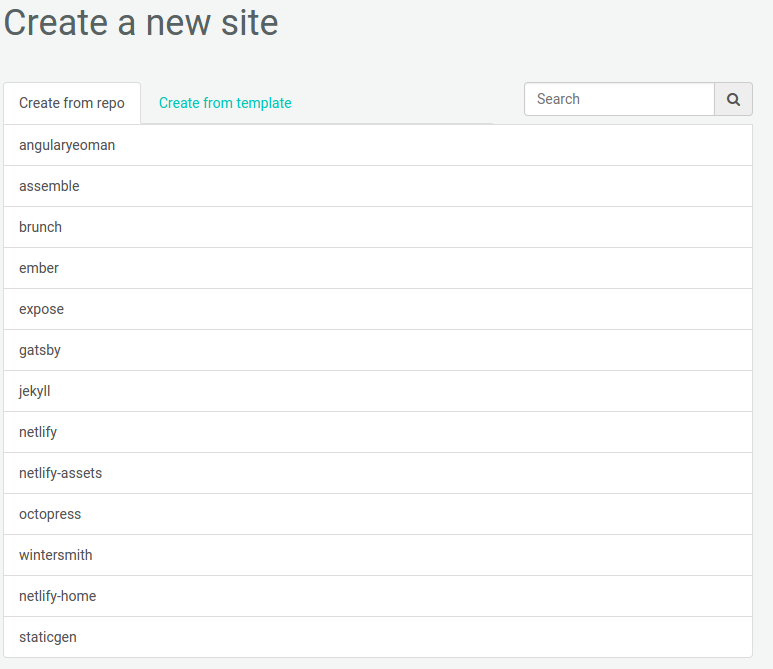 Create a new site
Create from repo
Create from template
Search
angularyeoman
assemble
brunch
ember
expose
gatsby
jekyll
netlify
netlify-assets
octopress
wintersmith
netlify-home
staticgen